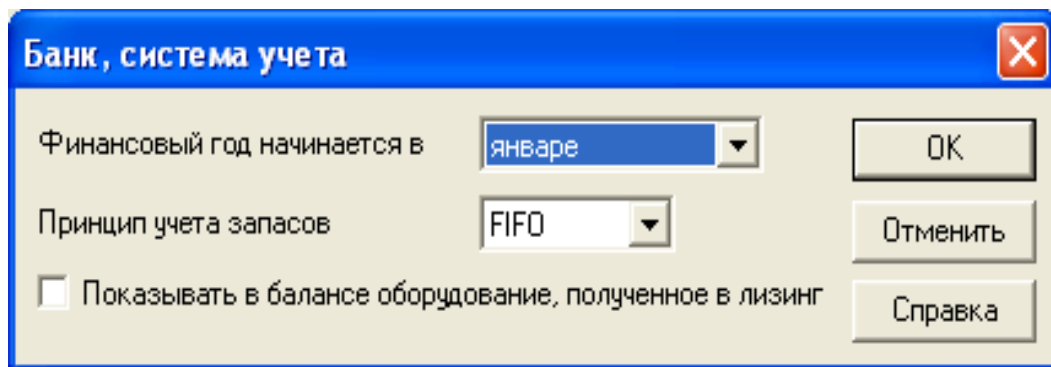 Банк, система учета
Финансовый год начинается в январе OK
Принцип учета запасов FIFO Отменить
Показывать в балансе оборудование, полученное в лизинг Справка